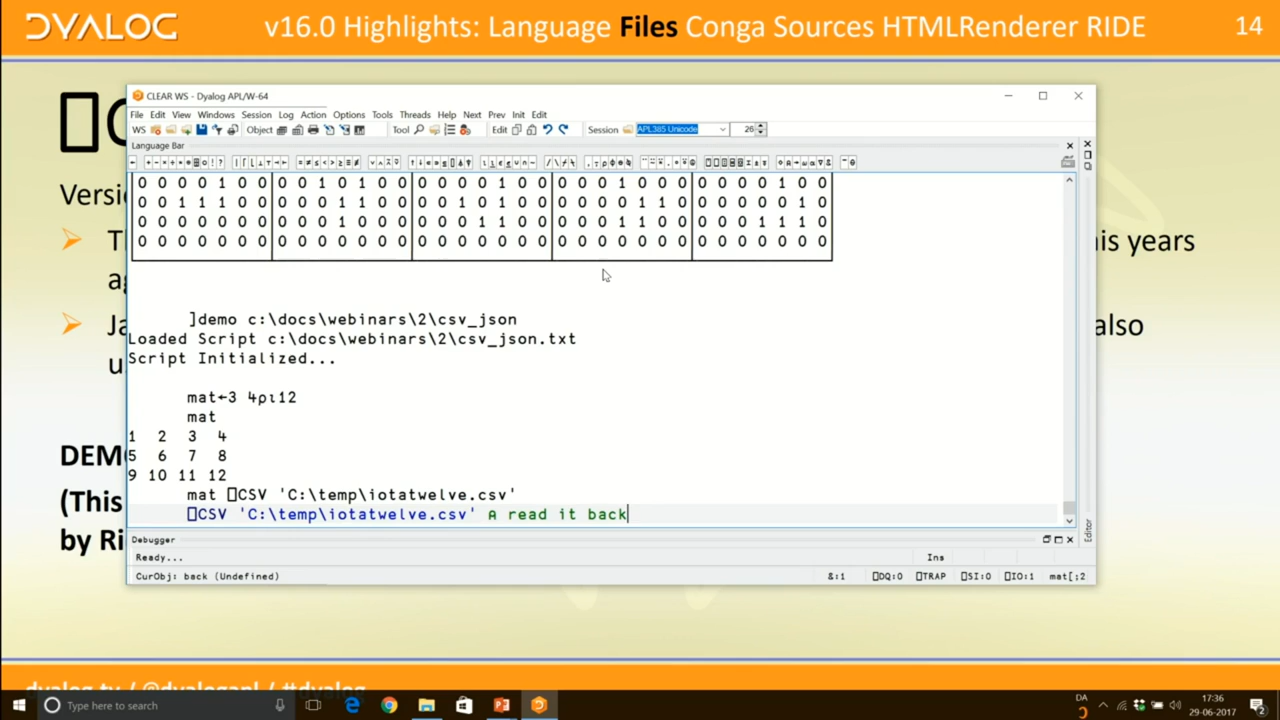 DYALOG
v16.0 Highlights: Language Files Conga Sources HTMLRenderer RIDE
14
CLEAR WS - Dyalog APL/W-64
File Edit View Windows Session Log Action Options Tools Threads Help Next Prev Init Edit
WS Object Tool Edit Session APL385 Unicode 26
Language Bar
0 0 0 0 1 0 0 0 0 1 0 1 0 0 0 0 0 0 1 0 0 0 0 0 1 0 0 0 0 0 0 0 1 0 0
0 0 1 1 1 0 0 0 0 0 1 1 0 0 0 0 1 0 1 0 0 0 0 0 0 1 1 0 0 0 0 0 0 1 0
0 0 0 0 0 0 0 0 0 0 1 0 0 0 0 0 0 1 1 0 0 0 0 0 1 1 0 0 0 0 0 1 1 1 0
0 0 0 0 0 0 0 0 0 0 0 0 0 0 0 0 0 0 0 0 0 0 0 0 0 0 0 0 0 0 0 0 0 0 0
]demo c:\docs\webinars\2\csv_json
Loaded Script c:\docs\webinars\2\csv_json.txt
Script Initialized...
mat←3 4⍴⍳12
mat
1 2 3 4
5 6 7 8
9 10 11 12
mat ⎕CSV 'C:\temp\iotatwelve.csv'
⎕CSV 'C:\temp\iotatwelve.csv' ⍝ read it back
Debugger
Ready... Ins
CurObj: back (Undefined) &:1 ⎕DQ:0 ⎕TRAP ⎕SI:0 ⎕IO:1 mat[;2
Editor
⎕C
Versi
T his years
ag
Ja also
u
DEM
(This
by Ri
dyalog.tv / @dyalogapl / #dyalog
Type here to search
DA
17:36
29-06-2017
2